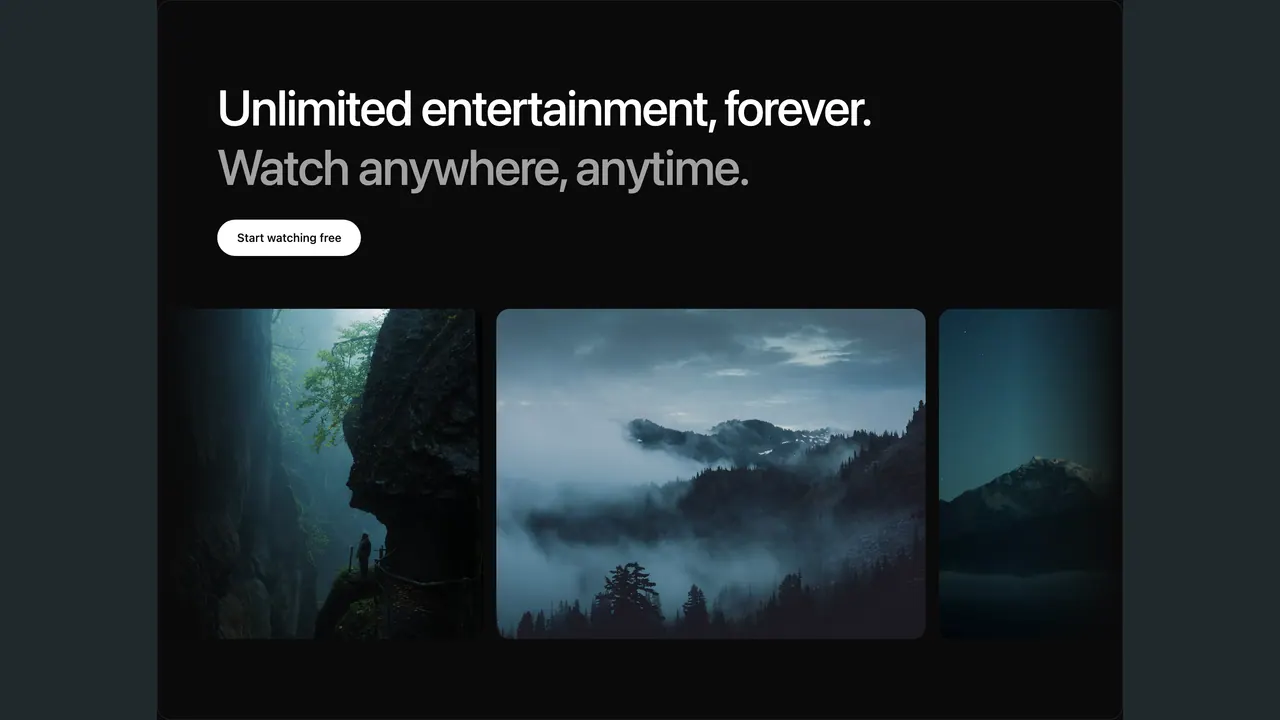 Unlimited entertainment, forever.
Watch anywhere, anytime.
Start watching free